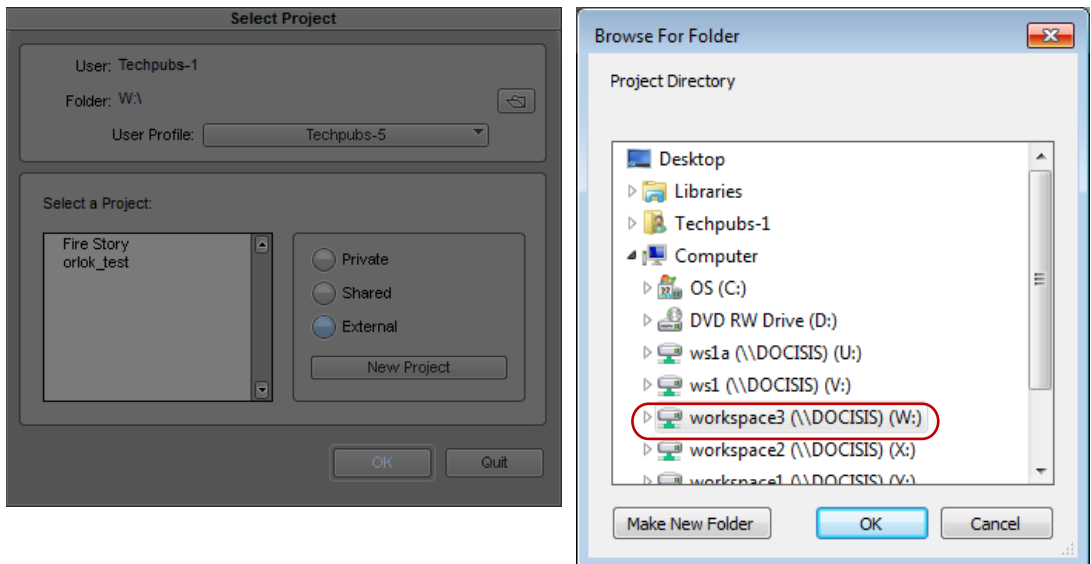 Select Project
User: Techpubs-1
Folder: W:\
User Profile: Techpubs-5
Select a Project:
Fire Story
orlok_test
Private
Shared
External
New Project
OK Quit
Browse For Folder
Project Directory
Desktop
Libraries
Techpubs-1
Computer
OS (C:)
DVD RW Drive (D:)
ws1a (\\DOCISIS) (U:)
ws1 (\\DOCISIS) (V:)
workspace3 (\\DOCISIS) (W:)
workspace2 (\\DOCISIS) (X:)
workspace1 (\\DOCISIS) (Y:)
Make New Folder OK Cancel